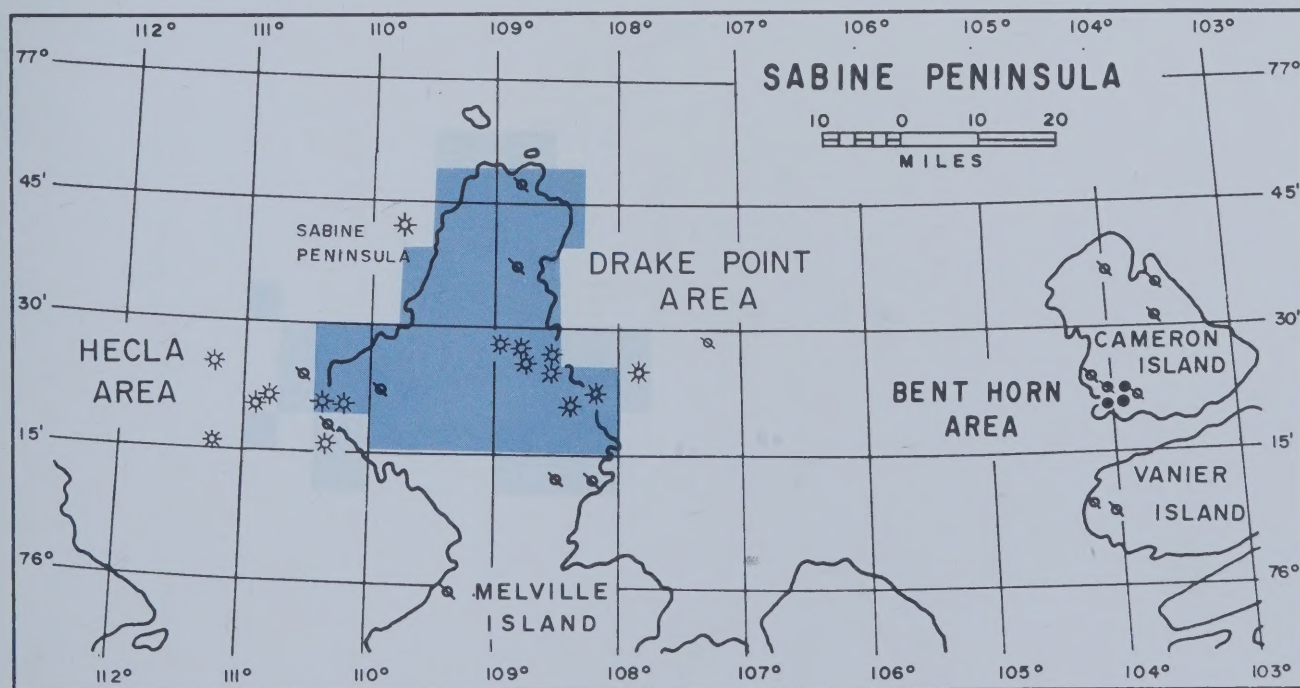 112° 111° 110° 109° 108° 107° 106° 105° 104° 103°
77° 77°
SABINE PENINSULA
10 0 10 20
MILES
45' 45'
SABINE
PENINSULA
DRAKE POINT
AREA
30' 30'
HECLA
AREA
CAMERON
ISLAND
BENT HORN
AREA
15' 15'
VANIER
ISLAND
76° 76°
MELVILLE
ISLAND
112° 111° 110° 109° 108° 107° 106° 105° 104° 103°